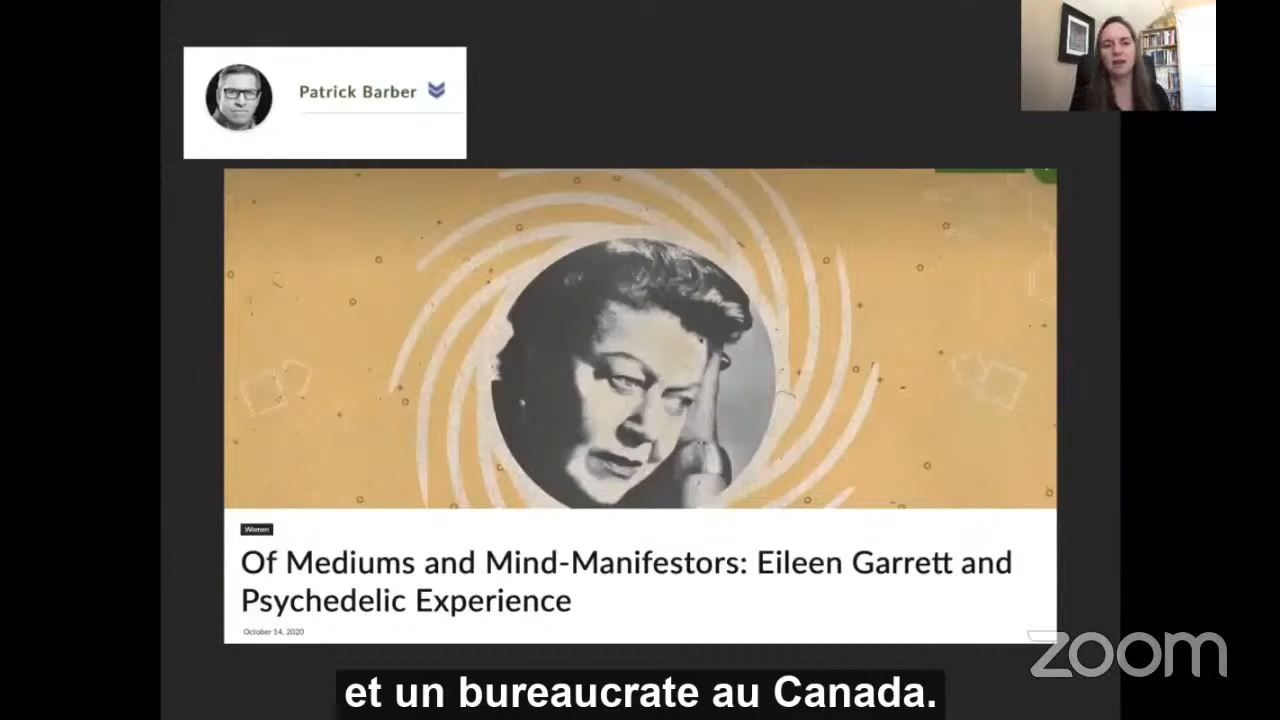 Patrick Barber
Women
Of Mediums and Mind-Manifestors: Eileen Garrett and
Psychedelic Experience
October 14, 2020
zoom
et un bureaucrate au Canada.